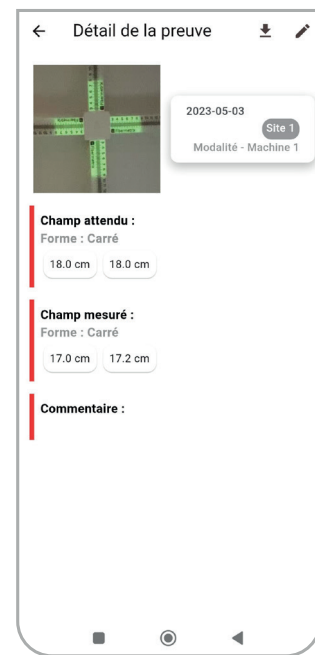 Détail de la preuve
2023-05-03
Site 1
Modalité - Machine 1
Champ attendu :
Forme : Carré
18.0 cm 18.0 cm
Champ mesuré :
Forme : Carré
17.0 cm 17.2 cm
Commentaire :